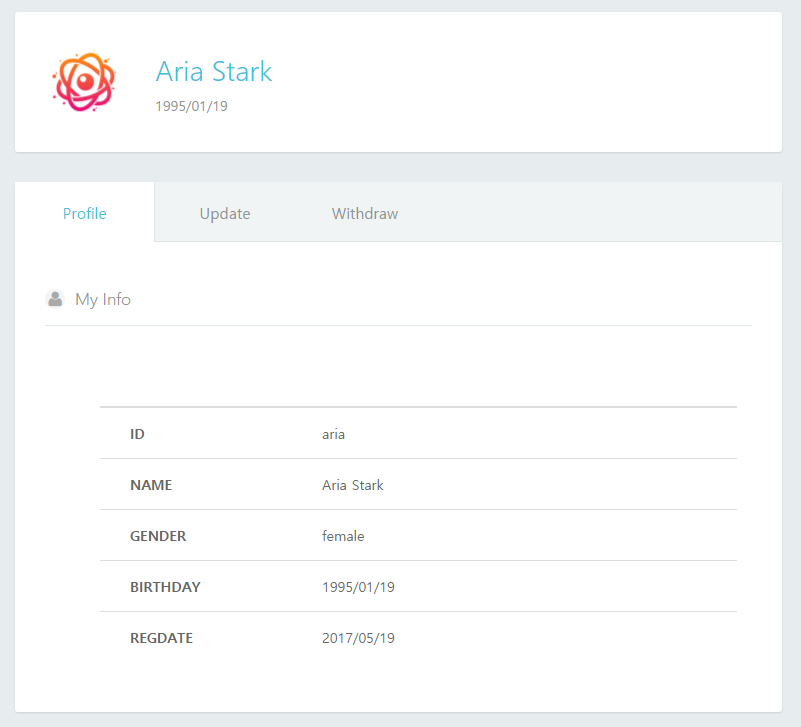 Aria Stark
1995/01/19
Profile Update Withdraw
My Info
ID aria
NAME Aria Stark
GENDER female
BIRTHDAY 1995/01/19
REGDATE 2017/05/19